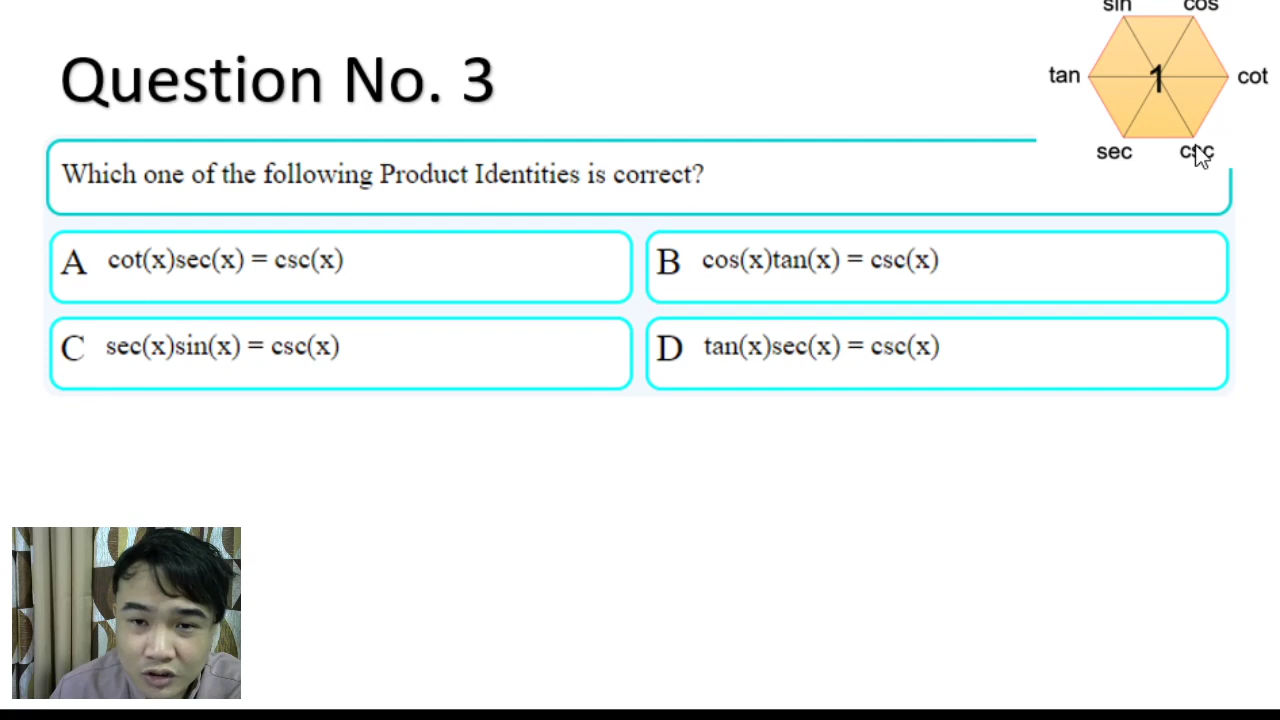 sin cos
Question No. 3
tan 1 cot
sec csc
Which one of the following Product Identities is correct?
A cot(x)sec(x) = csc(x)
B cos(x)tan(x) = csc(x)
C sec(x)sin(x) = csc(x)
D tan(x)sec(x) = csc(x)